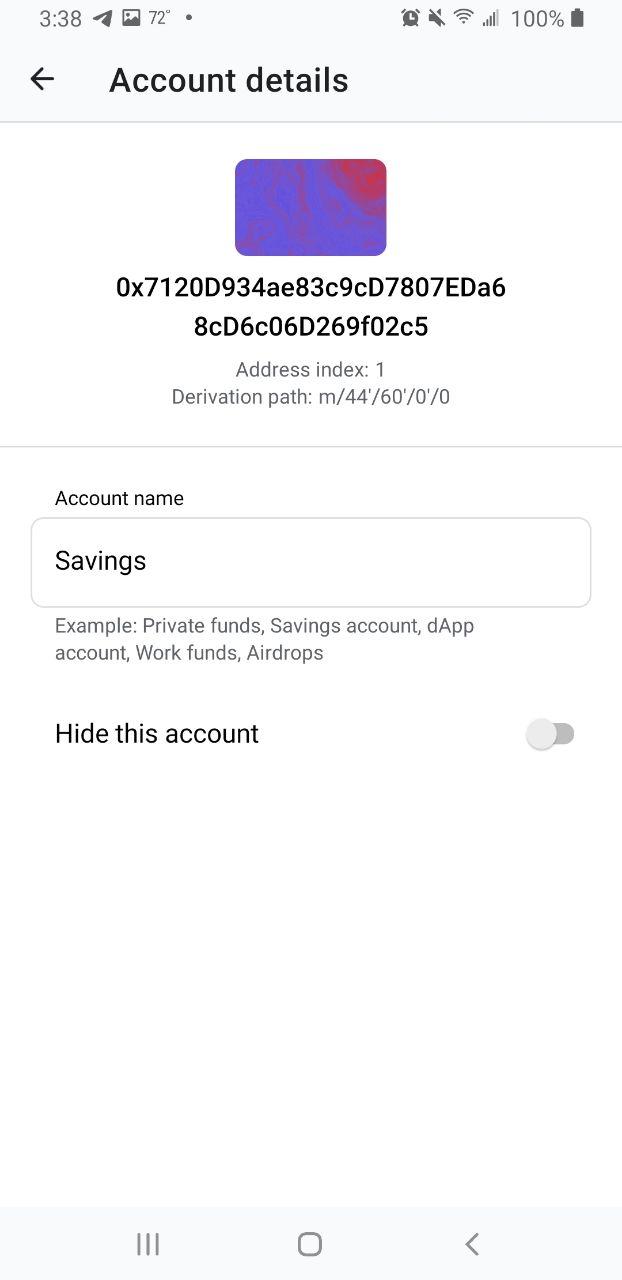 3:38 72° 100%
Account details
0x7120D934ae83c9cD7807EDa6
8cD6c06D269f02c5
Address index: 1
Derivation path: m/44'/60'/0'/0
Account name
Savings
Example: Private funds, Savings account, dApp
account, Work funds, Airdrops
Hide this account